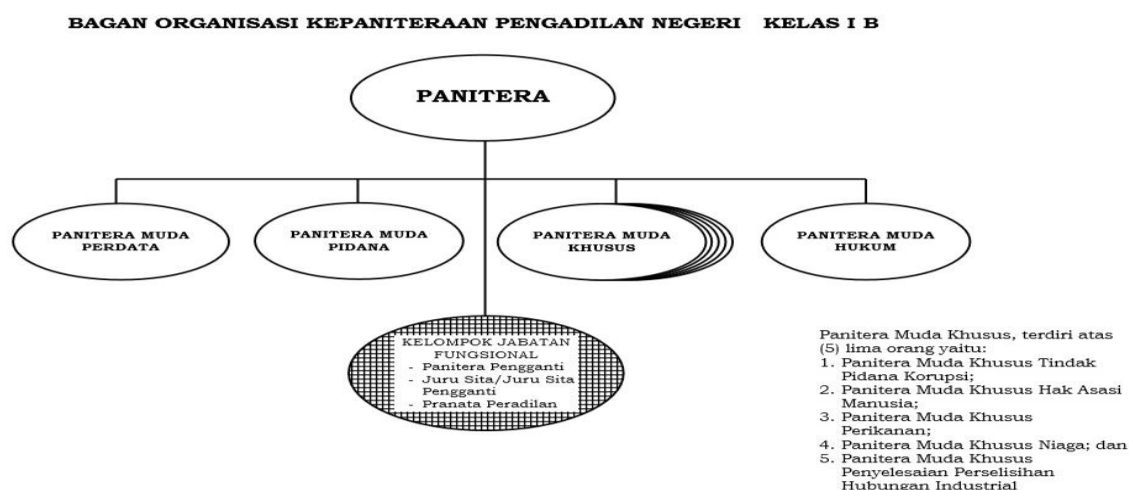 BAGAN ORGANISASI KEPANITERAAN PENGADILAN NEGERI KELAS I B
PANITERA
PANITERA MUDA
PERDATA
PANITERA MUDA
PIDANA
PANITERA MUDA
KHUSUS
PANITERA MUDA
HUKUM
KELOMPOK JABATAN
FUNGSIONAL
- Panitera Pengganti
- Juru Sita/Juru Sita
Pengganti
- Pranata Peradilan
Panitera Muda Khusus, terdiri atas
(5) lima orang yaitu:
1. Panitera Muda Khusus Tindak
Pidana Korupsi;
2. Panitera Muda Khusus Hak Asasi
Manusia;
3. Panitera Muda Khusus
Perikanan;
4. Panitera Muda Khusus Niaga; dan
5. Panitera Muda Khusus
Penyelesaian Perselisihan
Hubungan Industrial